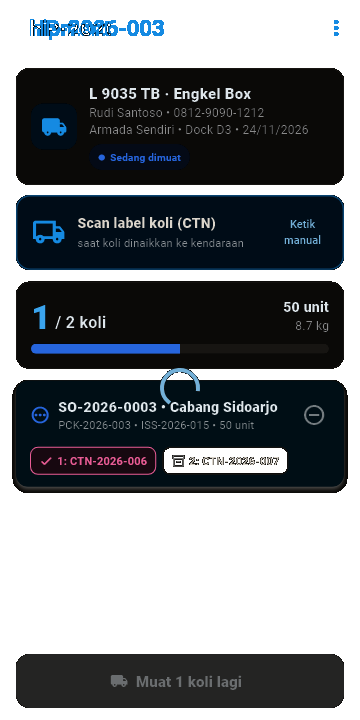 L 9035 TB · Engkel Box
Rudi Santoso • 0812-9090-1212
Armada Sendiri • Dock D3 • 24/11/2026
Sedang dimuat
Scan label koli (CTN)
saat koli dinaikkan ke kendaraan
Ketik
manual
1 / 2 koli
50 unit
8.7 kg
SO-2026-0003 • Cabang Sidoarjo
PCK-2026-003 • ISS-2026-015 • 50 unit
1: CTN-2026-006
2: CTN-2026-007
Muat 1 koli lagi